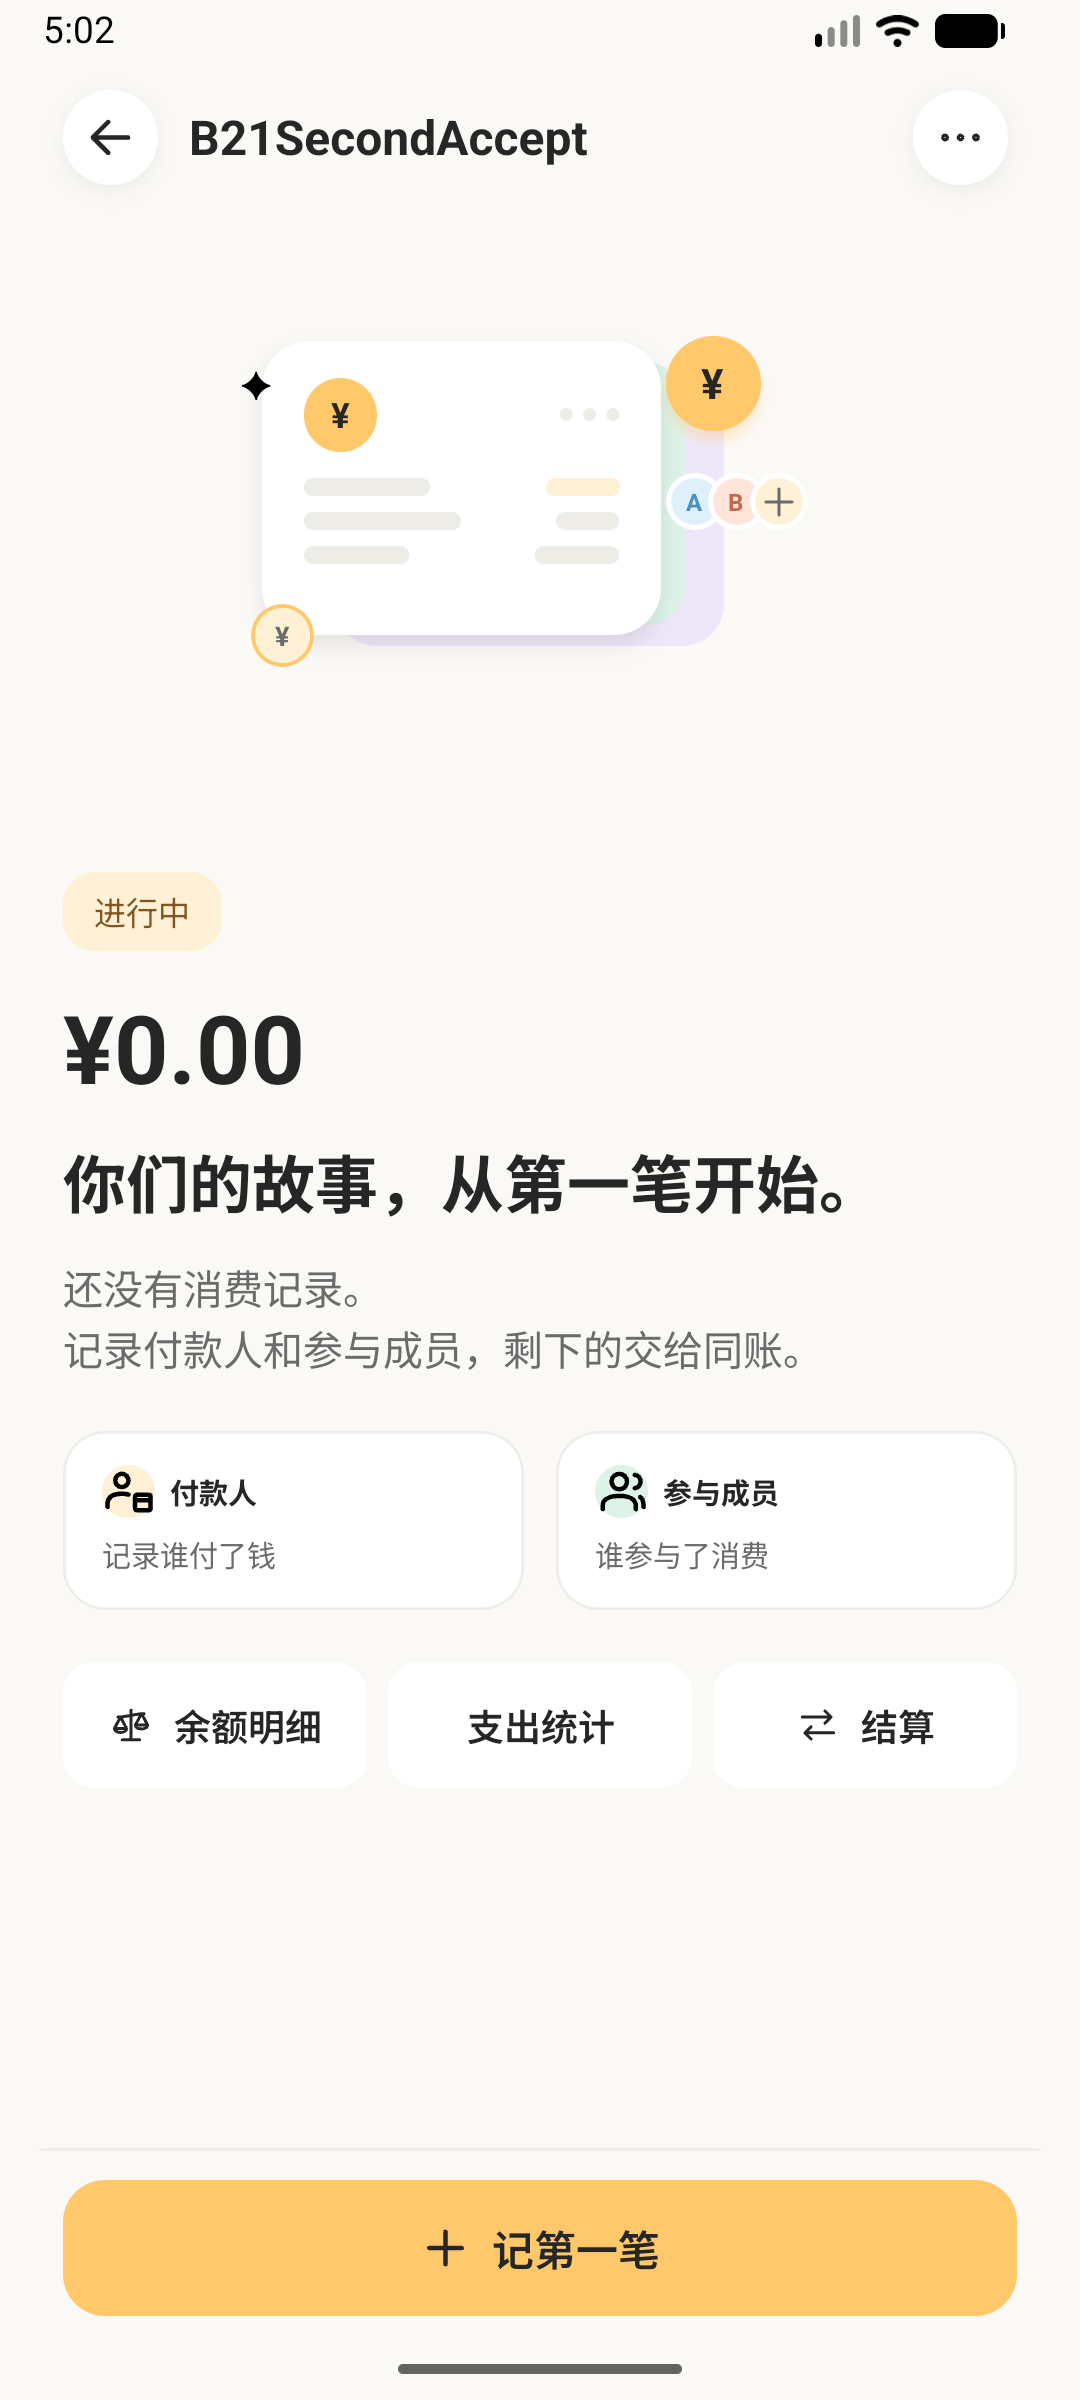 5:02
B21SecondAccept
¥
¥
A B
¥
进行中
¥0.00
你们的故事，从第一笔开始。
还没有消费记录。
记录付款人和参与成员，剩下的交给同账。
付款人
记录谁付了钱
参与成员
谁参与了消费
余额明细
支出统计
结算
记第一笔